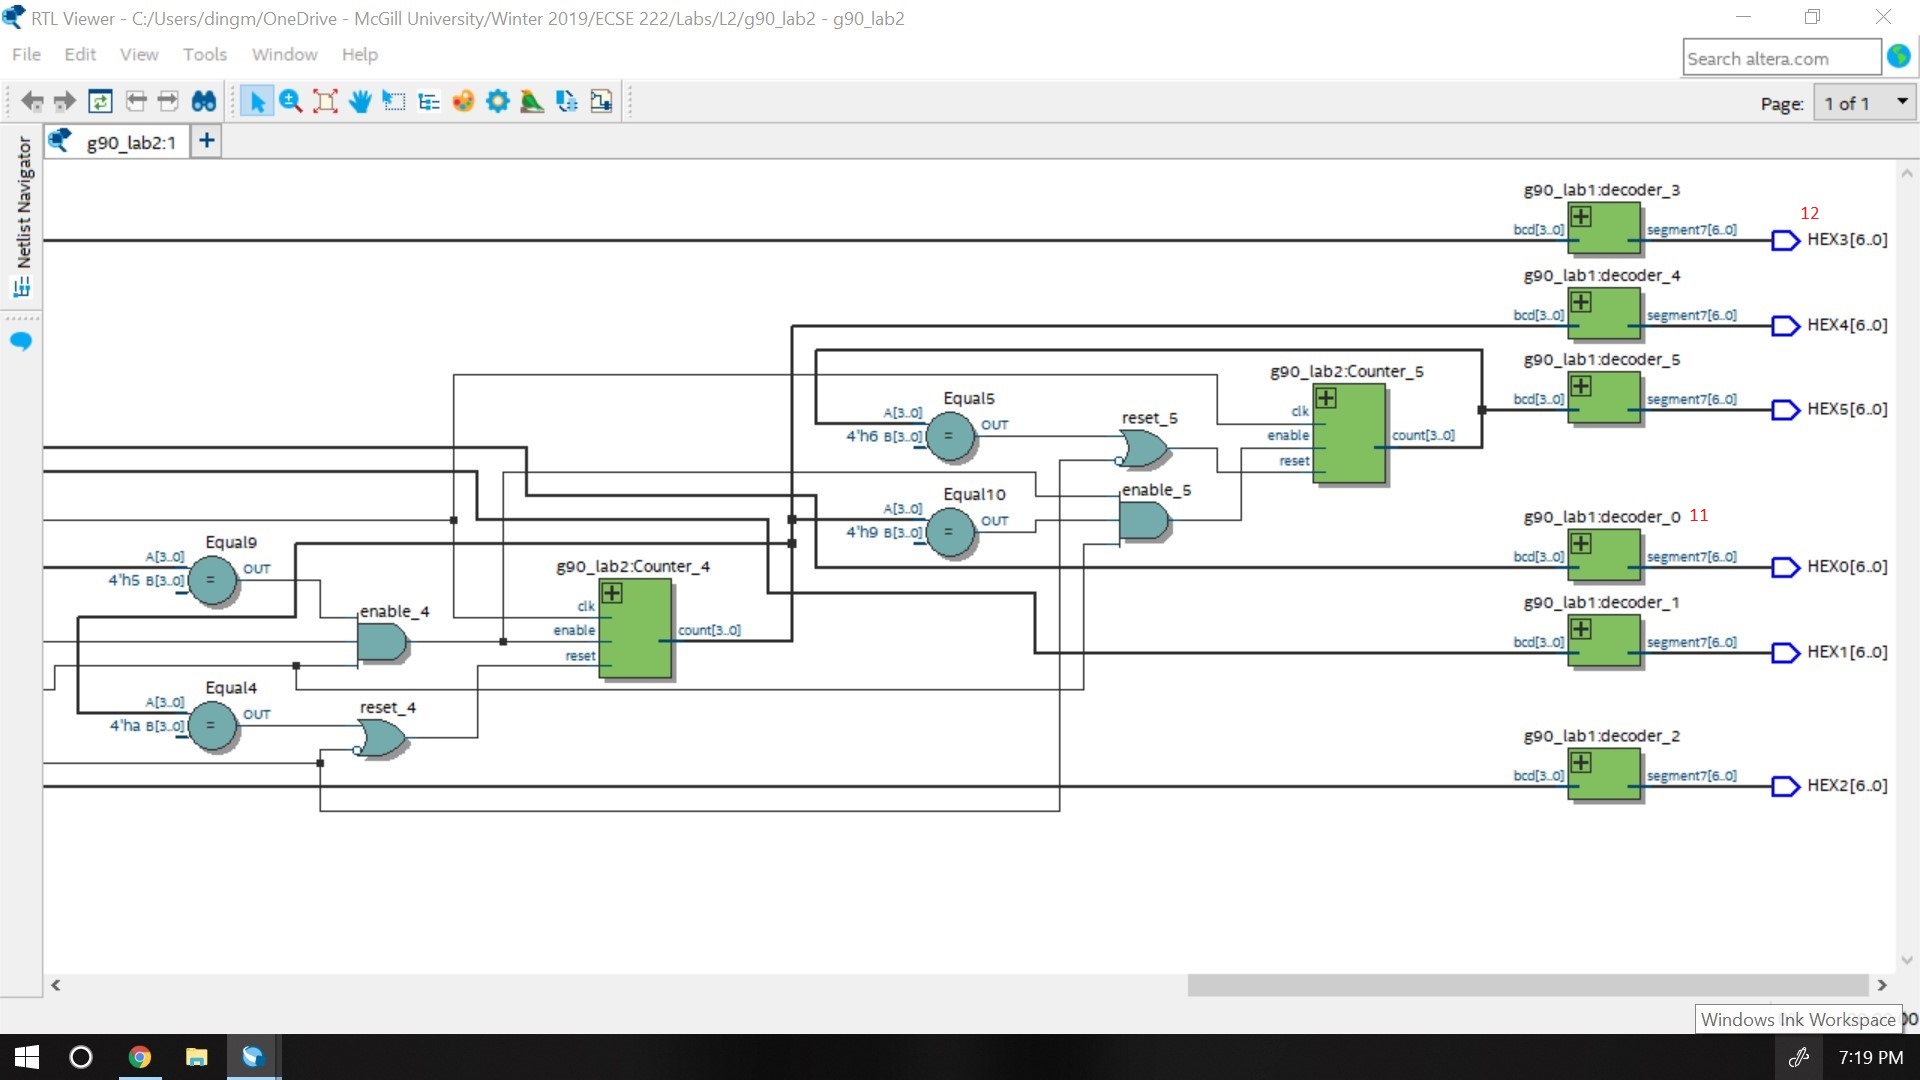 RTL Viewer - C:/Users/dingm/OneDrive - McGill University/Winter 2019/ECSE 222/Labs/L2/g90_lab2 - g90_lab2
File Edit View Tools Window Help
Search altera.com
Page: 1 of 1
Netlist Navigator
g90_lab2:1
g90_lab1:decoder_3
12
bcd[3..0] segment7[6..0] HEX3[6..0]
g90_lab1:decoder_4
bcd[3..0] segment7[6..0] HEX4[6..0]
g90_lab1:decoder_5
bcd[3..0] segment7[6..0] HEX5[6..0]
g90_lab2:Counter_5
clk
enable
reset
count[3..0]
Equal5
A[3..0]
4'h6 B[3..0]
OUT
reset_5
Equal10
A[3..0]
4'h9 B[3..0]
OUT
enable_5
g90_lab1:decoder_0 11
bcd[3..0] segment7[6..0] HEX0[6..0]
Equal9
A[3..0]
4'h5 B[3..0]
OUT
enable_4
g90_lab2:Counter_4
clk
enable
reset
count[3..0]
g90_lab1:decoder_1
bcd[3..0] segment7[6..0] HEX1[6..0]
Equal4
A[3..0]
4'ha B[3..0]
OUT
reset_4
g90_lab1:decoder_2
bcd[3..0] segment7[6..0] HEX2[6..0]
Windows Ink Workspace
7:19 PM